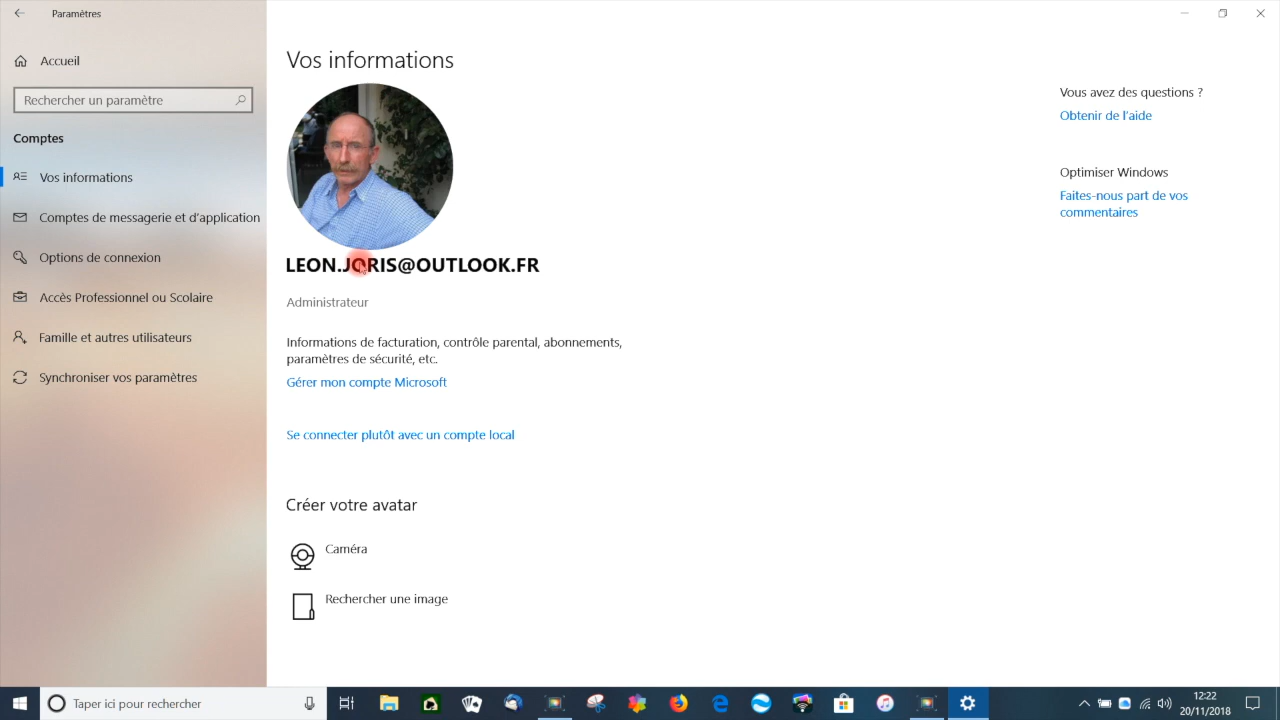 Paramètres
Accueil
Rechercher un paramètre
Comptes
Vos informations
Comptes de messagerie et d'application
Options de connexion
Accès Professionnel ou Scolaire
Famille et autres utilisateurs
Synchroniser vos paramètres
Vos informations
LEON.JORIS@OUTLOOK.FR
Administrateur
Informations de facturation, contrôle parental, abonnements,
paramètres de sécurité, etc.
Gérer mon compte Microsoft
Se connecter plutôt avec un compte local
Créer votre avatar
Caméra
Rechercher une image
Vous avez des questions ?
Obtenir de l'aide
Optimiser Windows
Faites-nous part de vos
commentaires
Taper ici pour rechercher
12:22
20/11/2018